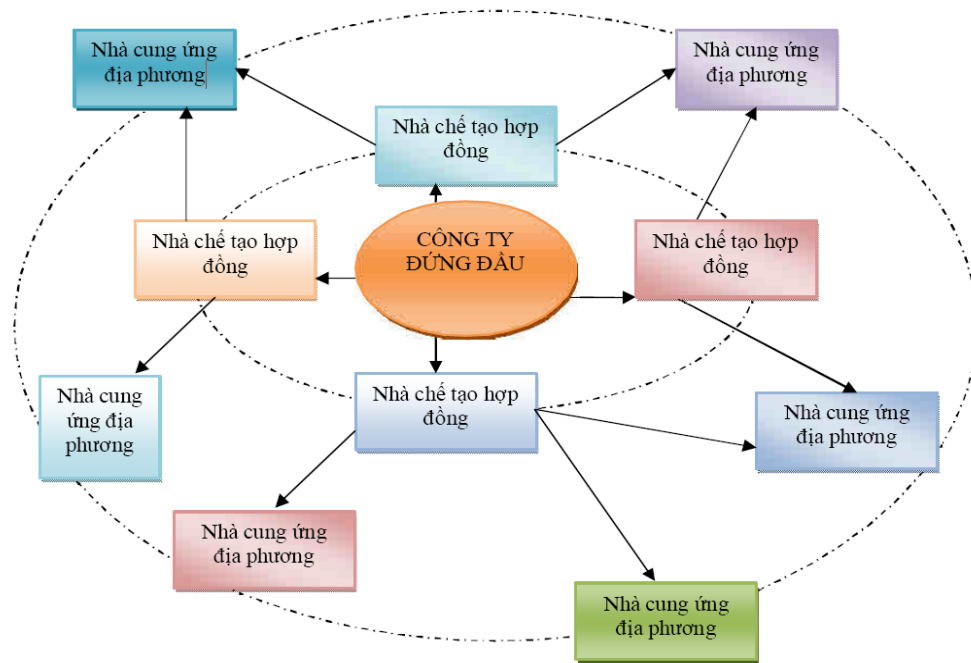 Nhà cung ứng
địa phương
Nhà cung ứng
địa phương
Nhà chế tạo hợp
đồng
Nhà chế tạo hợp
đồng
CÔNG TY
ĐỨNG ĐẦU
Nhà chế tạo hợp
đồng
Nhà cung
ứng địa
phương
Nhà chế tạo hợp
đồng
Nhà cung ứng
địa phương
Nhà cung ứng
địa phương
Nhà cung ứng
địa phương